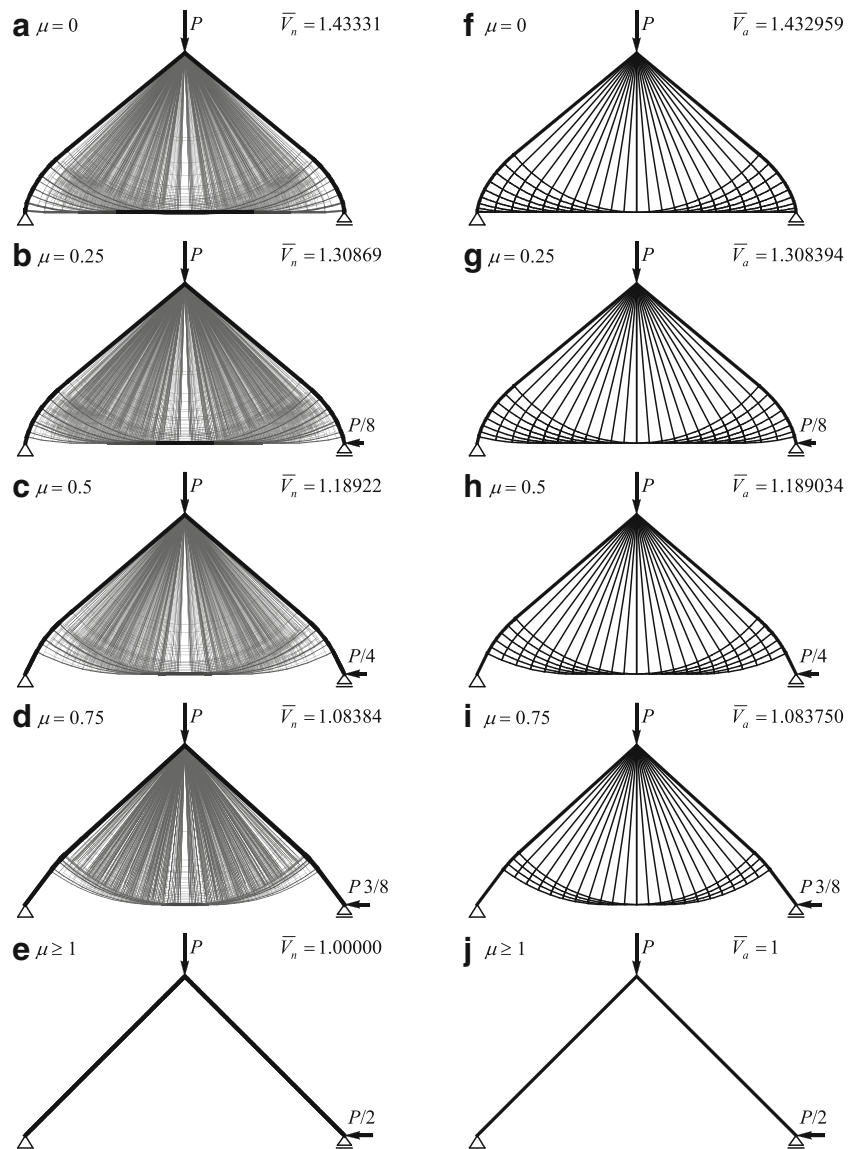 a μ = 0 P V̅ₙ = 1.43331
f μ = 0 P V̅ₐ = 1.432959
b μ = 0.25 P V̅ₙ = 1.30869
P/8
g μ = 0.25 P V̅ₐ = 1.308394
P/8
c μ = 0.5 P V̅ₙ = 1.18922
P/4
h μ = 0.5 P V̅ₐ = 1.189034
P/4
d μ = 0.75 P V̅ₙ = 1.08384
P 3/8
i μ = 0.75 P V̅ₐ = 1.083750
P 3/8
e μ ≥ 1 P V̅ₙ = 1.00000
P/2
j μ ≥ 1 P V̅ₐ = 1
P/2